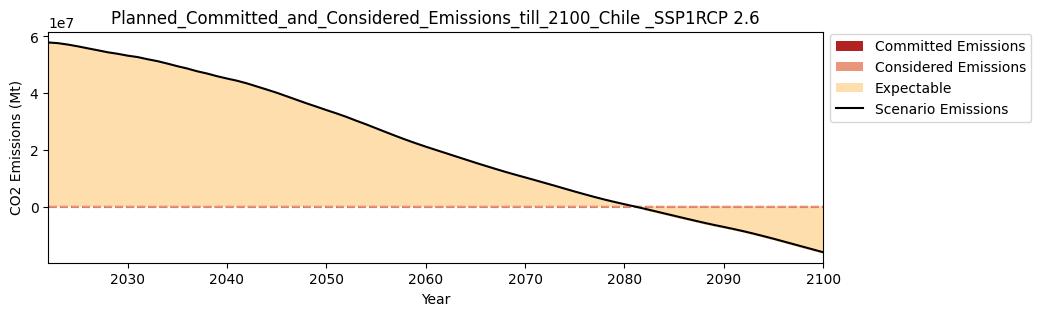 Planned_Committed_and_Considered_Emissions_till_2100_Chile _SSP1RCP 2.6
1e7
6
4
2
0
CO2 Emissions (Mt)
2030 2040 2050 2060 2070 2080 2090 2100
Year
Committed Emissions
Considered Emissions
Expectable
Scenario Emissions